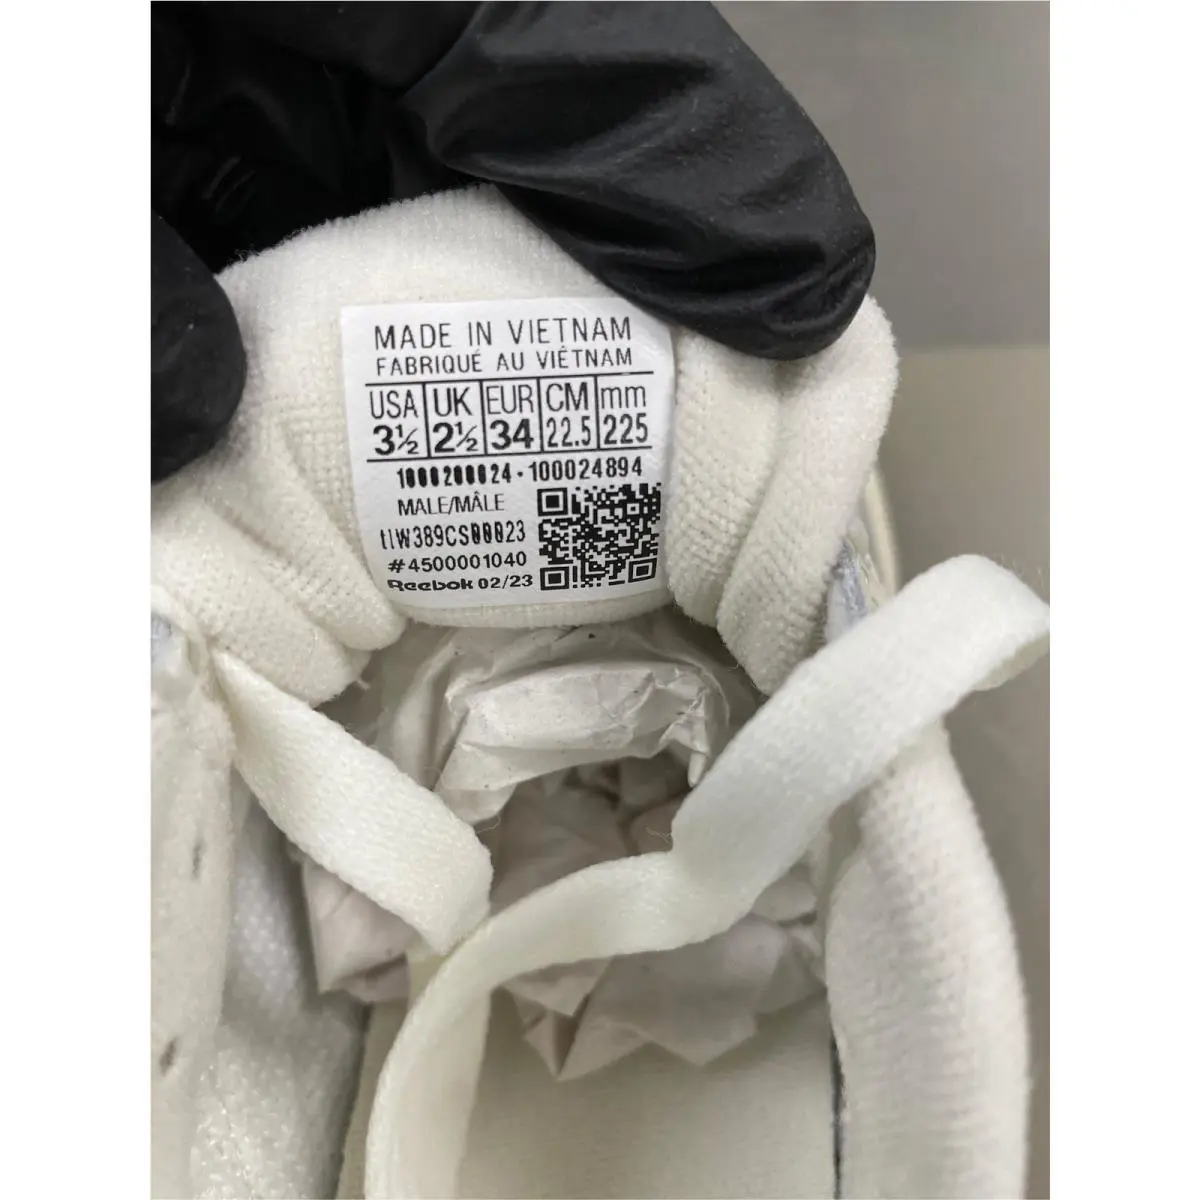 MADE IN VIETNAM
FABRIQUÉ AU VIÊTNAM
USA UK EUR CM mm
3½ 2½ 34 22.5 225
1000200024 · 100024894
MALE/MÂLE
#4500001040
Reebok 02/23